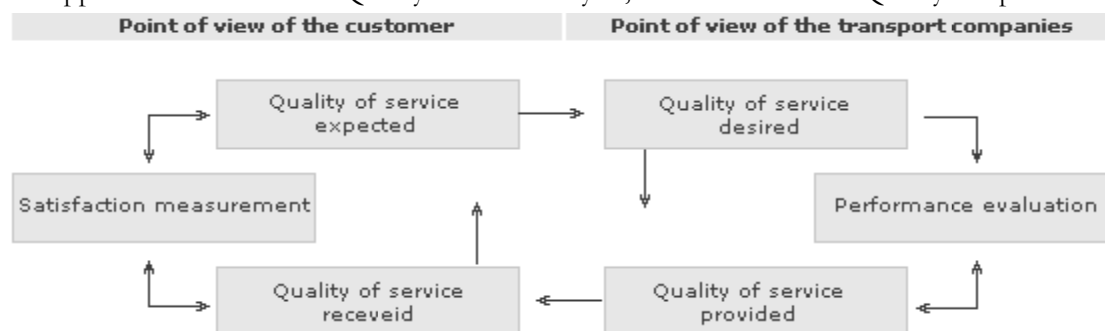 Point of view of the customer
Point of view of the transport companies
Quality of service
expected
Quality of service
desired
Satisfaction measurement
Performance evaluation
Quality of service
receveid
Quality of service
provided